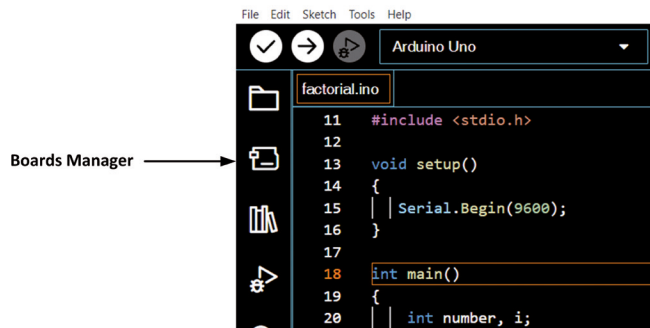 File Edit Sketch Tools Help
Arduino Uno
factorial.ino
11 #include <stdio.h>
12
13 void setup()
14 {
Boards Manager
15 Serial.Begin(9600);
16 }
17
18 int main()
19 {
20 int number, i;